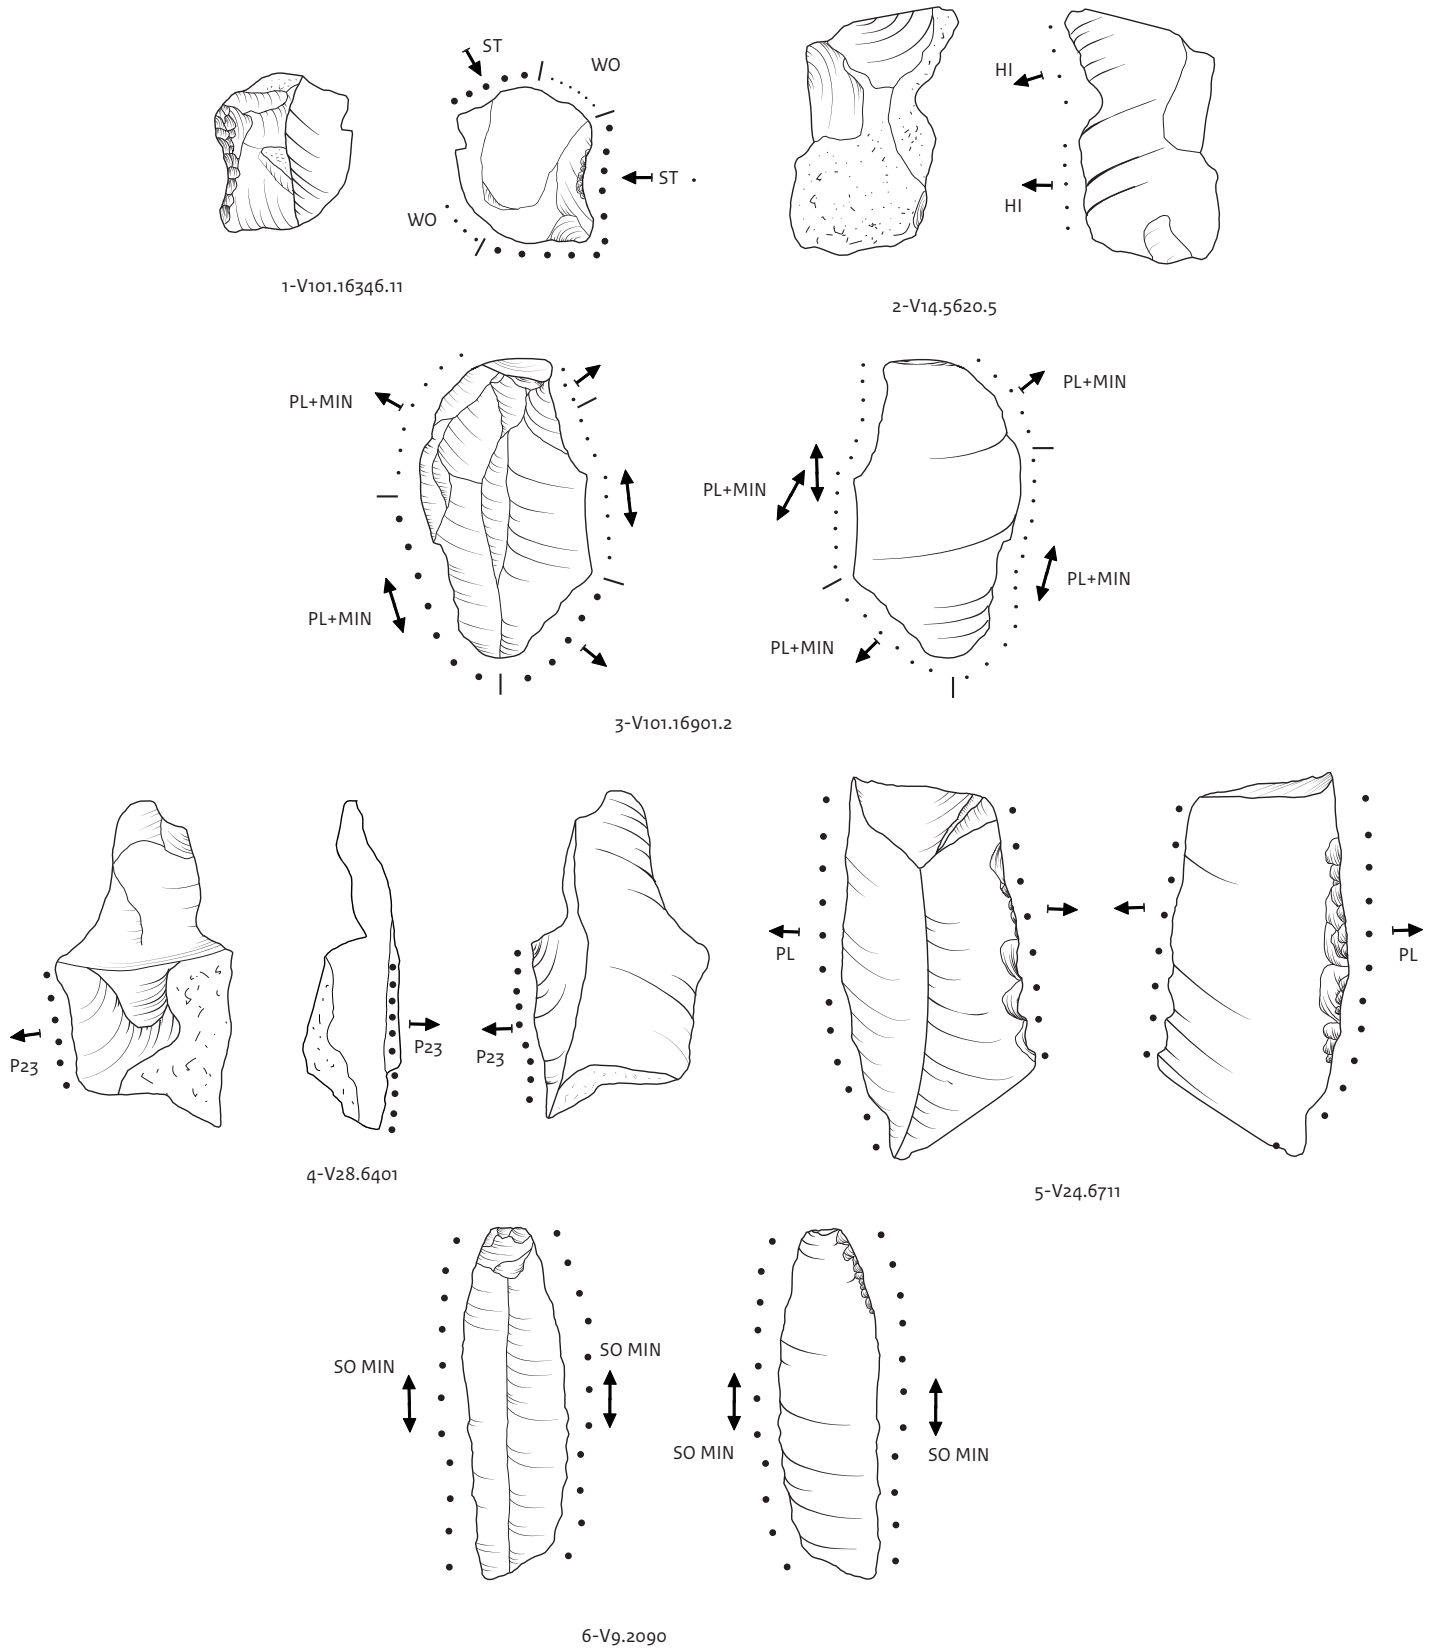 ST
WO
ST
WO
1-V101.16346.11
HI
HI
2-V14.5620.5
PL+MIN
PL+MIN
PL+MIN
PL+MIN
PL+MIN
PL+MIN
3-V101.16901.2
P23
P23
P23
4-V28.6401
PL
PL
5-V24.6711
SO MIN
SO MIN
SO MIN
SO MIN
6-V9.2090